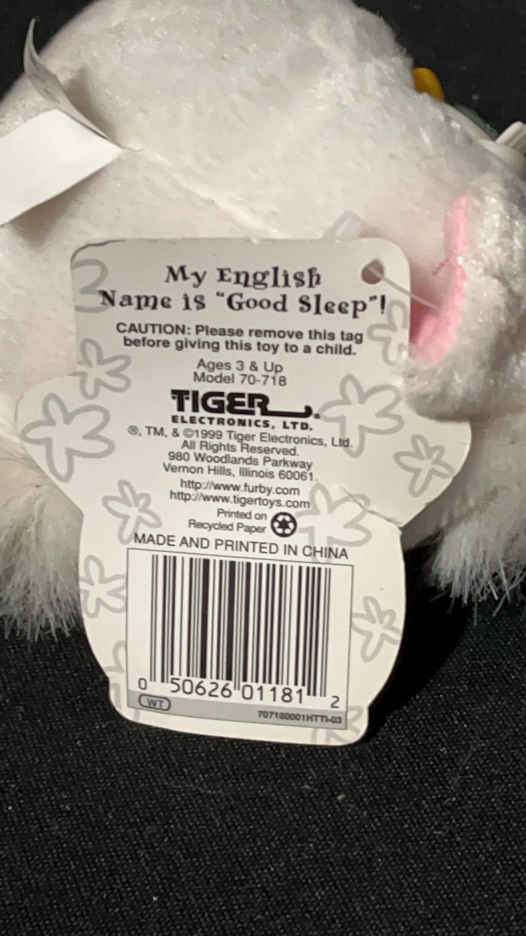 My English
Name is "Good Sleep"!
CAUTION: Please remove this tag
before giving this toy to a child.
Ages 3 & Up
Model 70-718
TIGER
ELECTRONICS, LTD.
®, TM, & ©1999 Tiger Electronics, Ltd.
All Rights Reserved.
980 Woodlands Parkway
Vernon Hills, Illinois 60061.
http://www.furby.com
http://www.tigertoys.com
Printed on
Recycled Paper
MADE AND PRINTED IN CHINA
0 50626 01181 2
WT
707180001HTTI-03